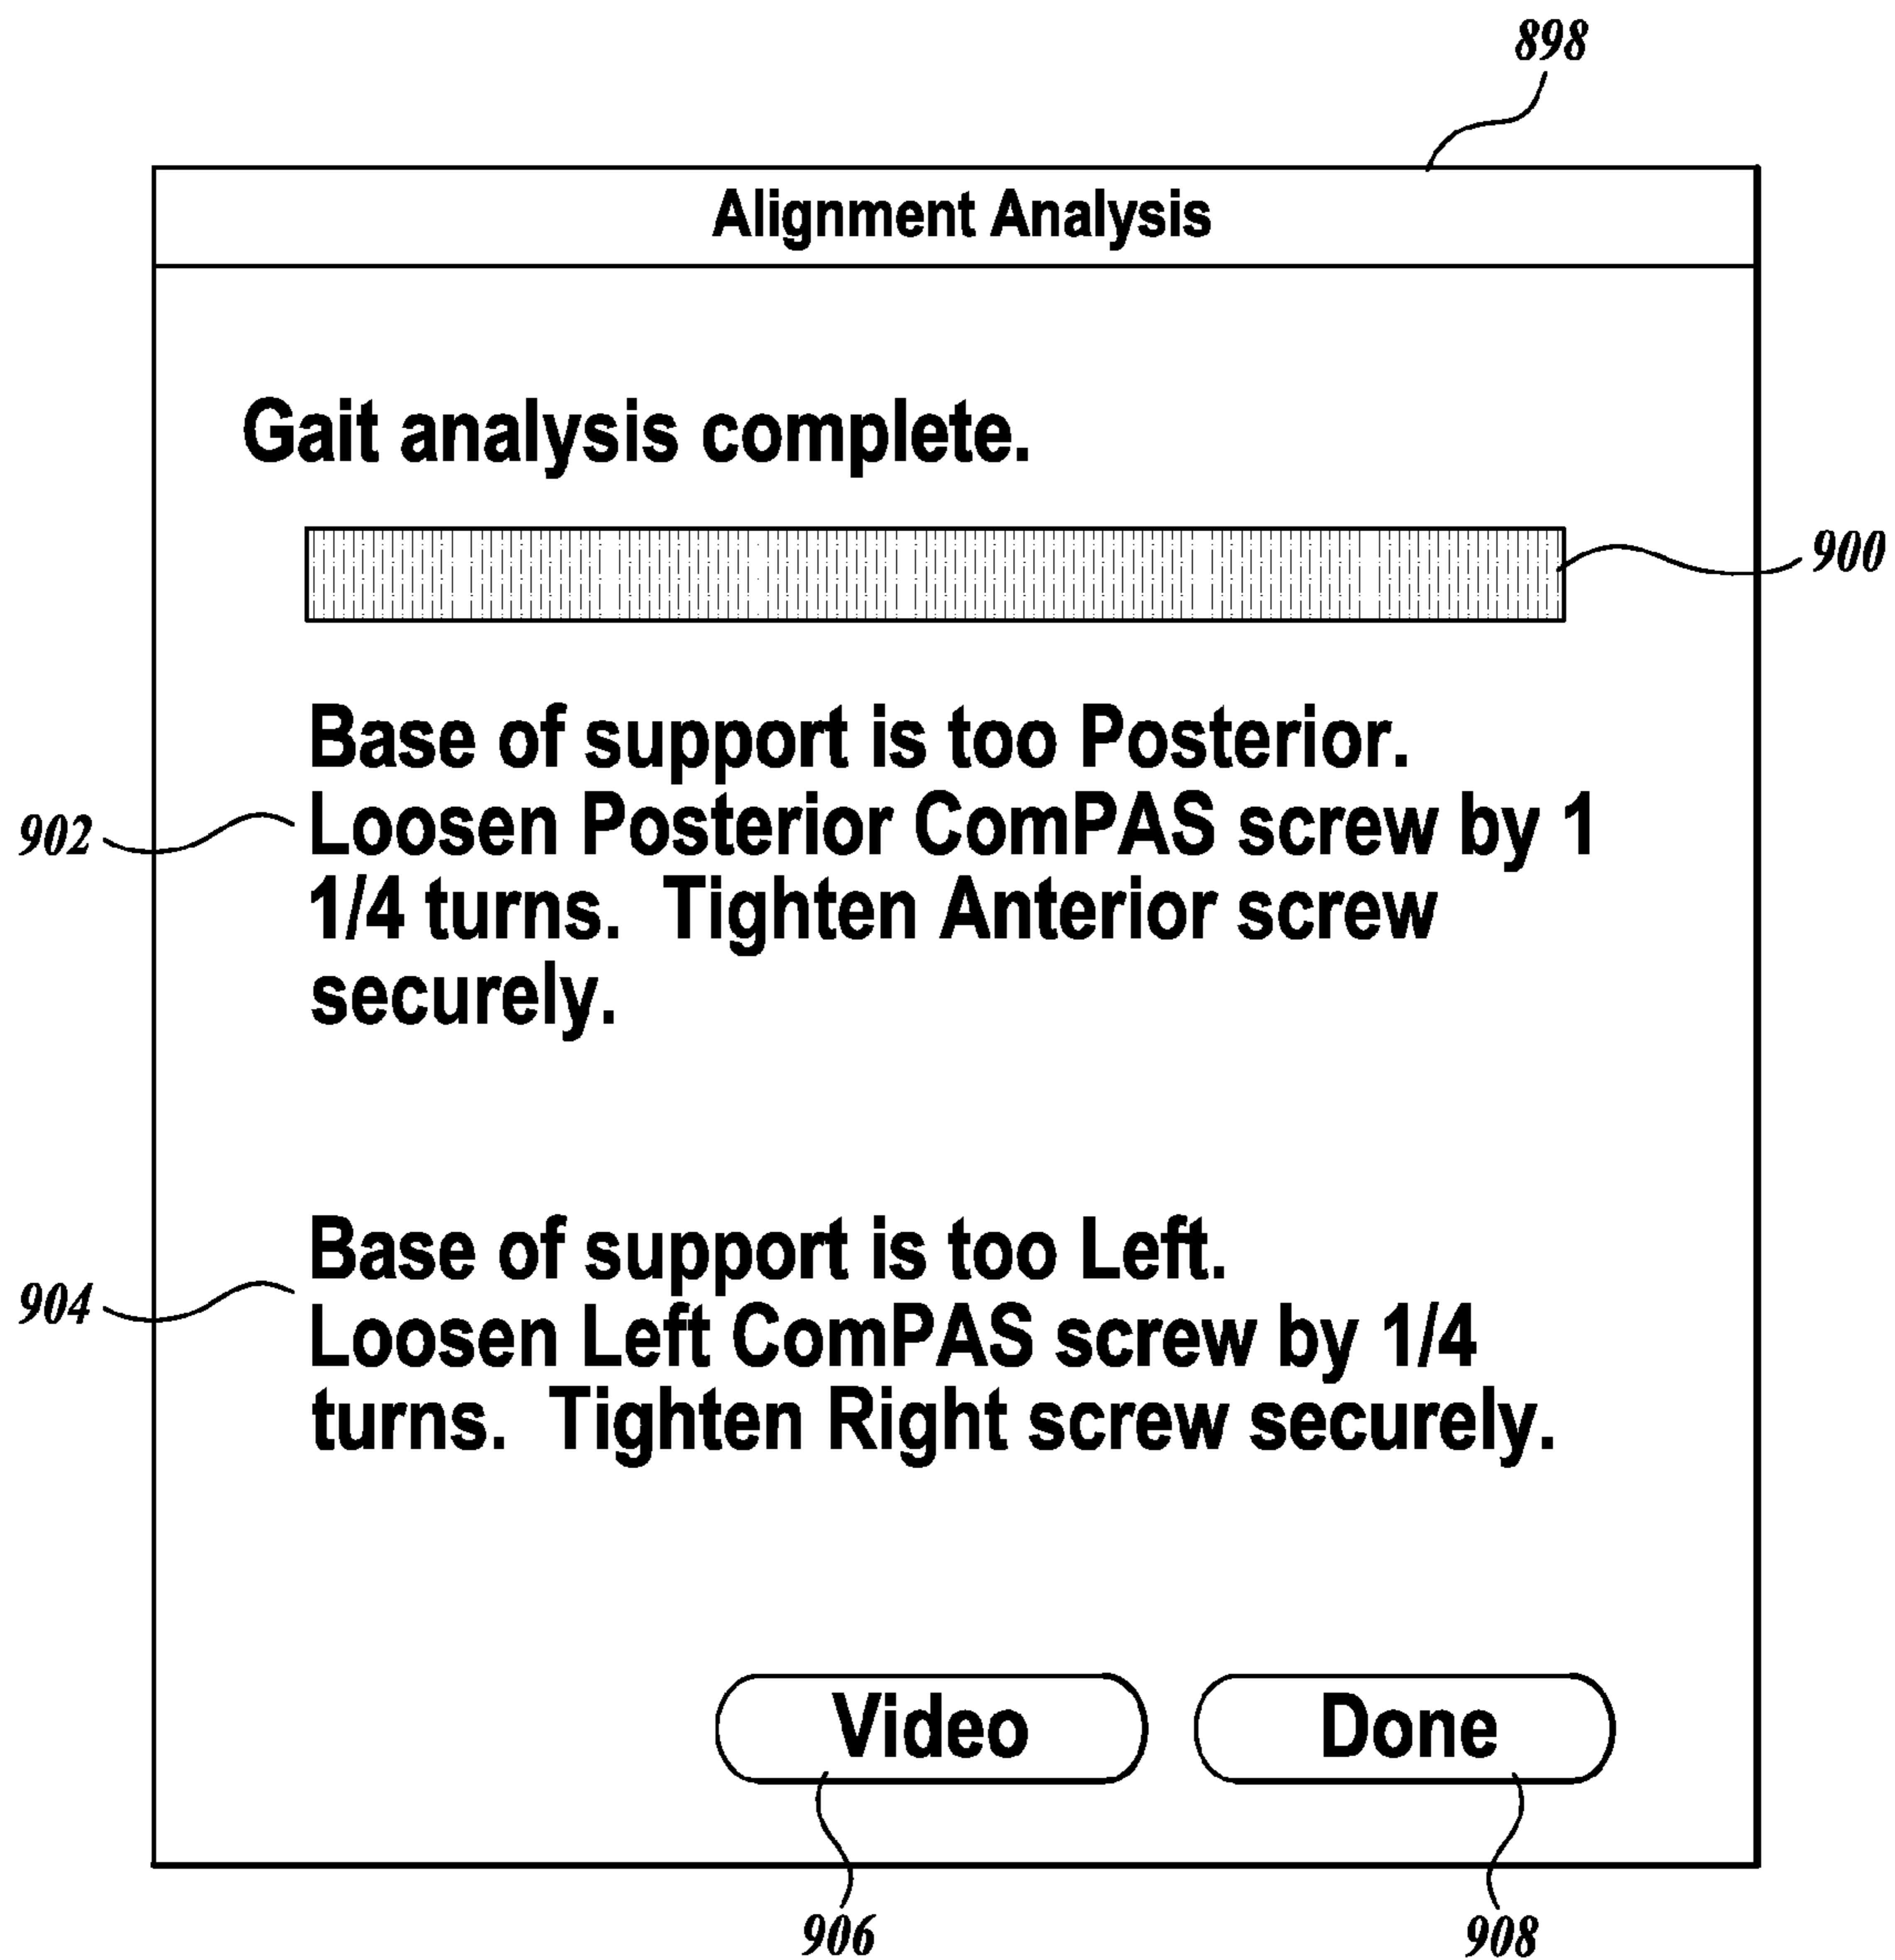 898
Alignment Analysis
Gait analysis complete.
900
Base of support is too Posterior.
902
Loosen Posterior ComPAS screw by 1
1/4 turns.  Tighten Anterior screw
securely.
Base of support is too Left.
904
Loosen Left ComPAS screw by 1/4
turns.  Tighten Right screw securely.
Video
Done
906
908